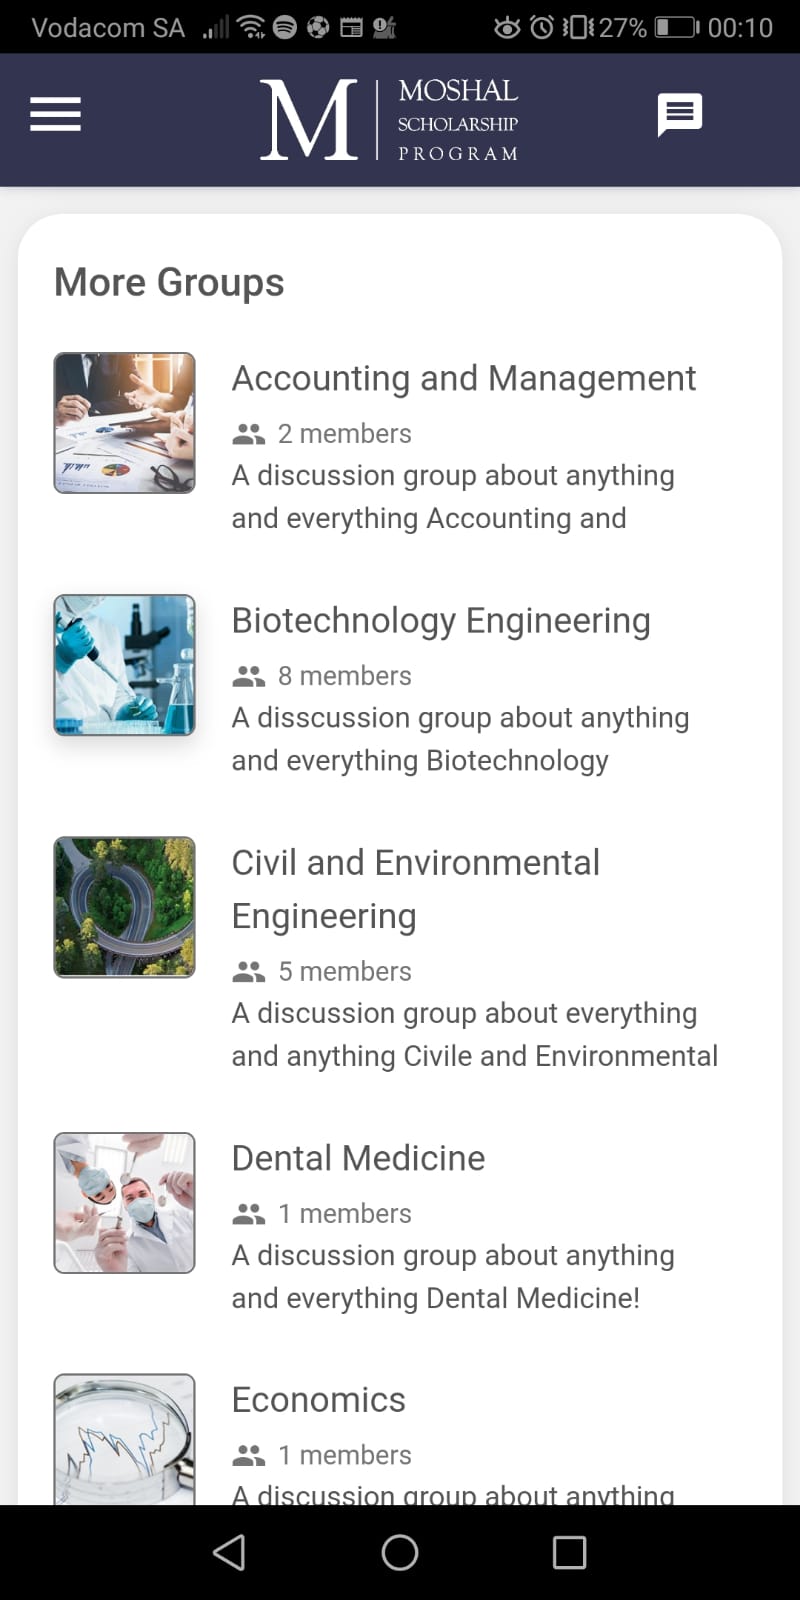 Vodacom SA 27% 00:10
M MOSHAL
SCHOLARSHIP
PROGRAM
More Groups
Accounting and Management
2 members
A discussion group about anything
and everything Accounting and
Biotechnology Engineering
8 members
A disscussion group about anything
and everything Biotechnology
Civil and Environmental
Engineering
5 members
A discussion group about everything
and anything Civile and Environmental
Dental Medicine
1 members
A discussion group about anything
and everything Dental Medicine!
Economics
1 members
A discussion group about anything